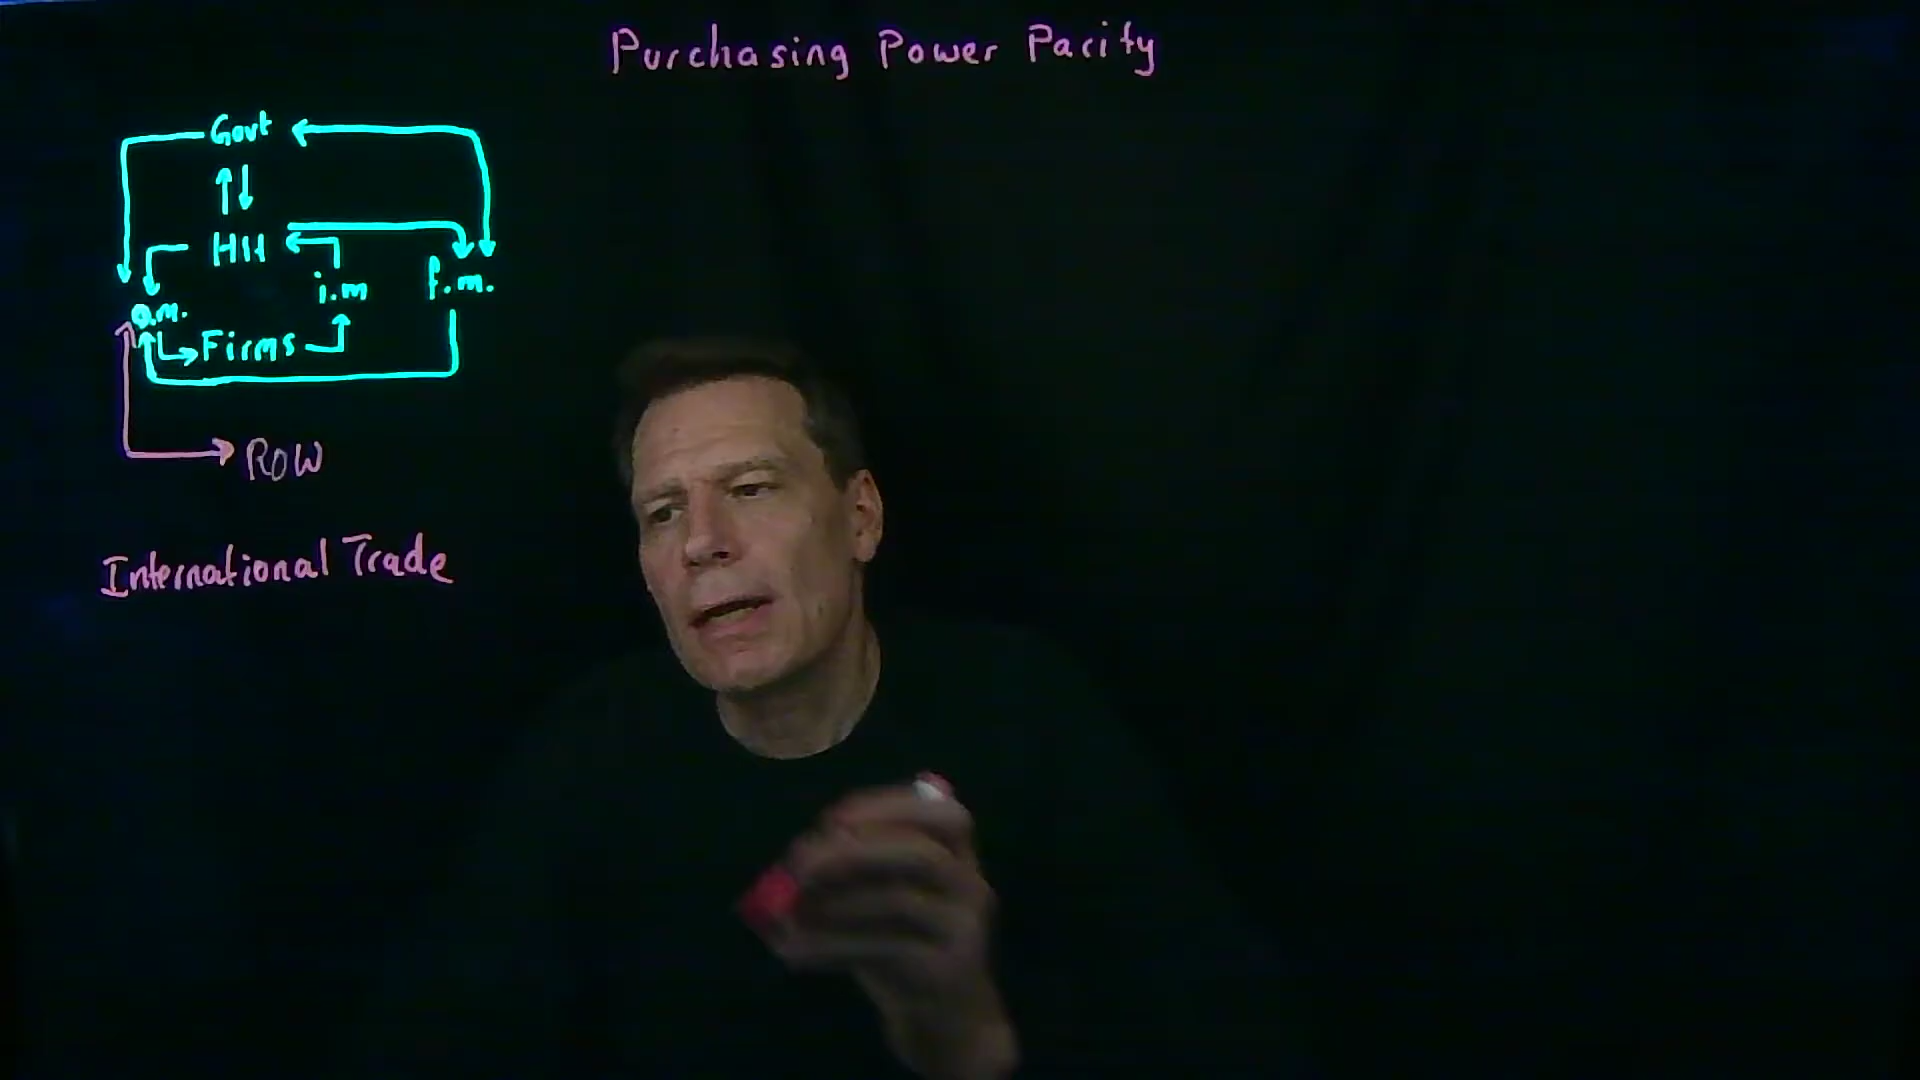 Purchasing Power Parity
Govt
HH
i.m
f.m.
o.m.
Firms
ROW
International Trade